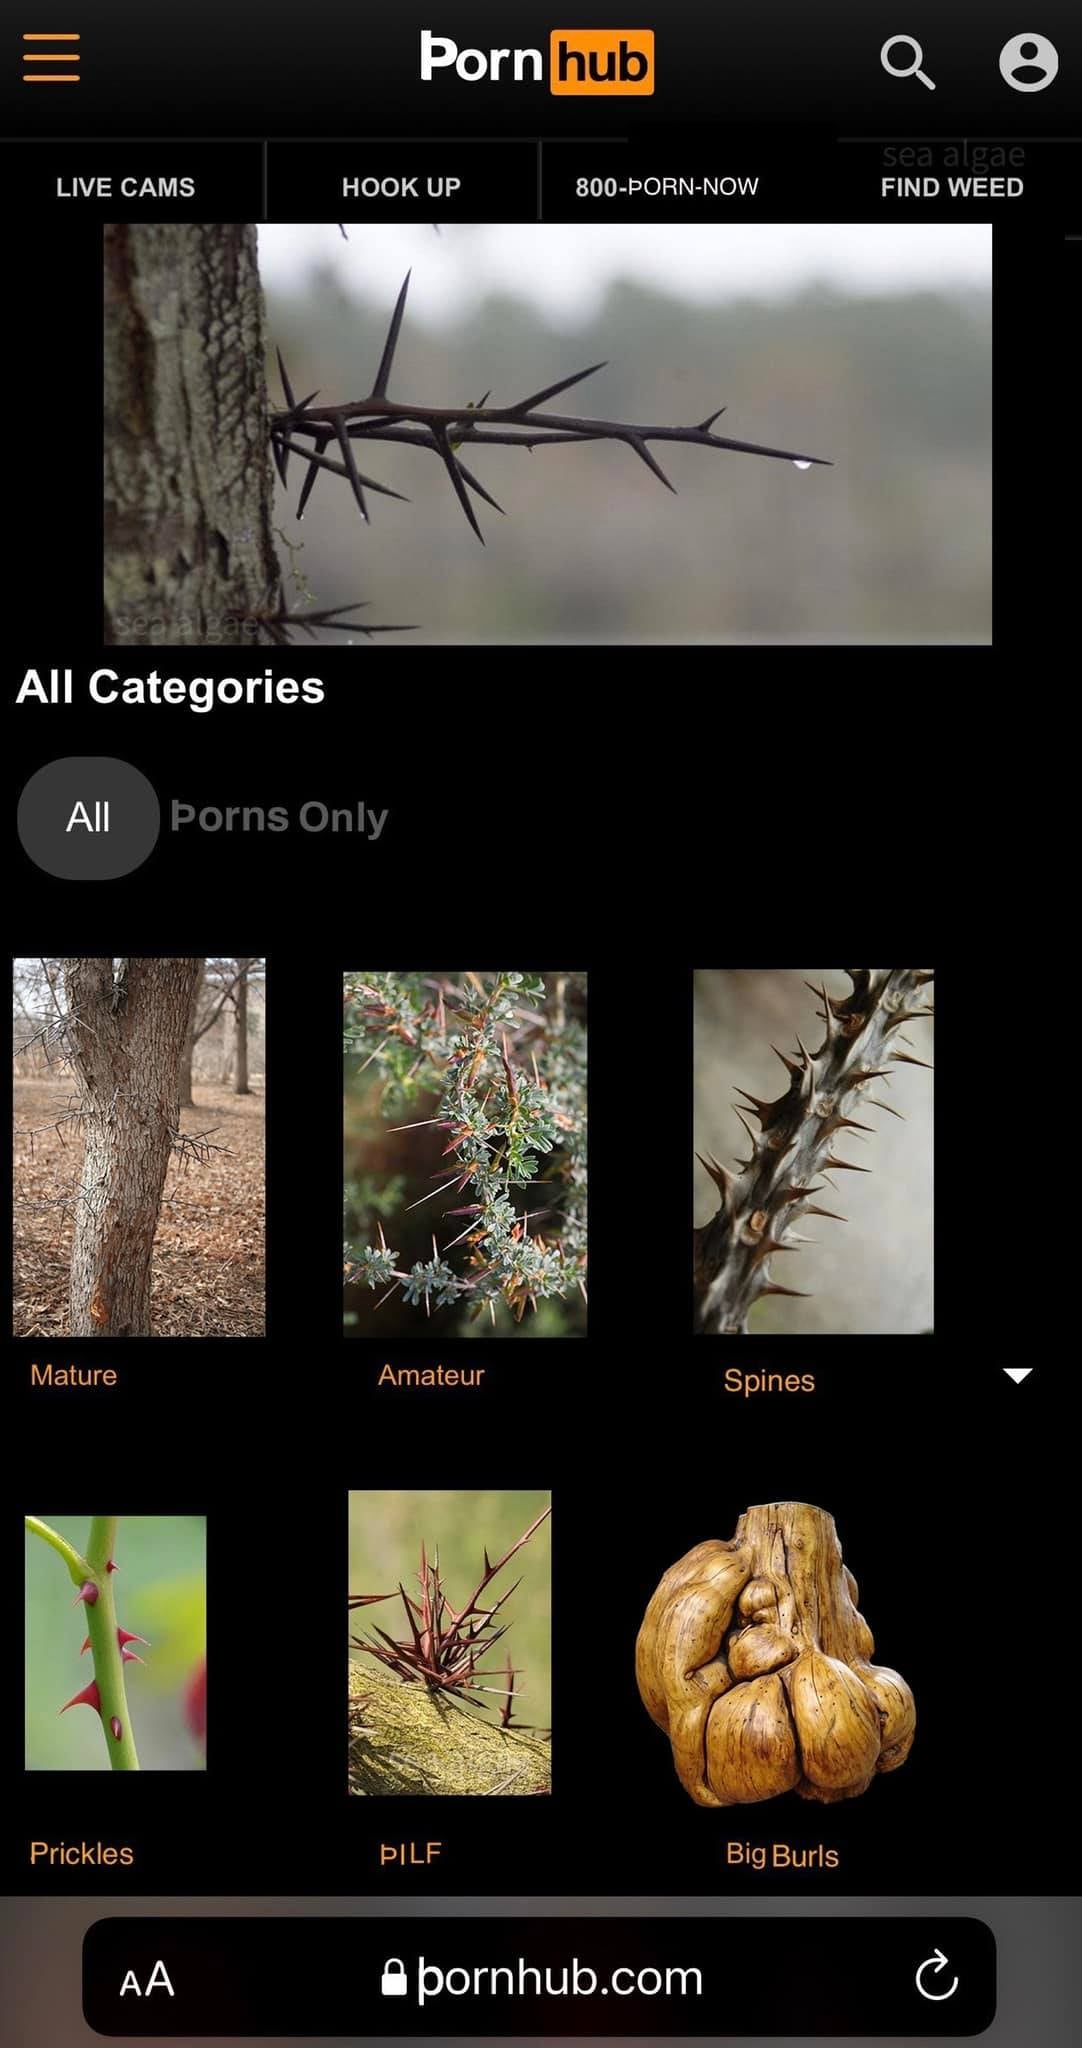 Þorn hub
sea algae
LIVE CAMS HOOK UP 800-ÞORN-NOW FIND WEED
sea algae
All Categories
All Þorns Only
Mature Amateur Spines
Prickles ÞILF Big Burls
AA þornhub.com